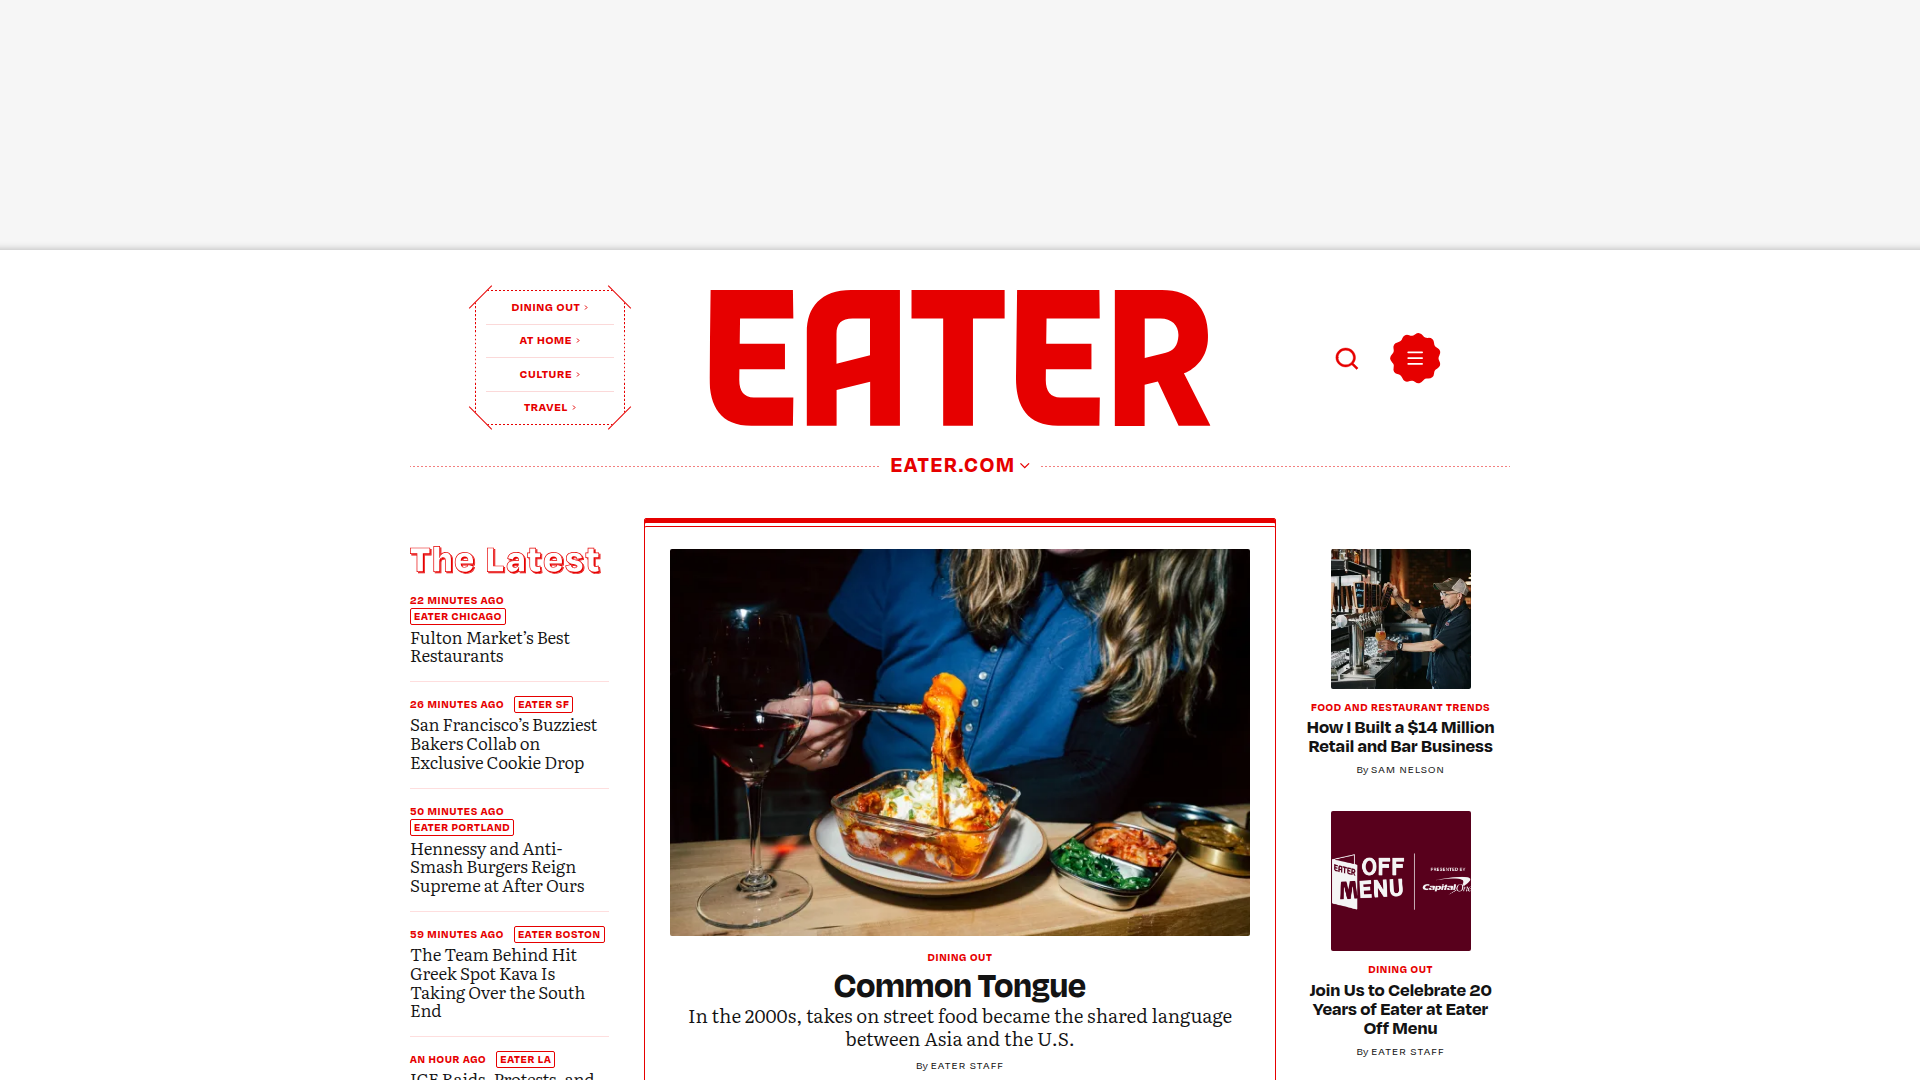 DINING OUT
AT HOME
CULTURE
TRAVEL
EATER
EATER.COM
The Latest
22 MINUTES AGO
EATER CHICAGO
Fulton Market’s Best
Restaurants
26 MINUTES AGO EATER SF
San Francisco’s Buzziest
Bakers Collab on
Exclusive Cookie Drop
50 MINUTES AGO
EATER PORTLAND
Hennessy and Anti-
Smash Burgers Reign
Supreme at After Ours
59 MINUTES AGO EATER BOSTON
The Team Behind Hit
Greek Spot Kava Is
Taking Over the South
End
AN HOUR AGO EATER LA
ICE Raids, Protests, and
DINING OUT
Common Tongue
In the 2000s, takes on street food became the shared language
between Asia and the U.S.
By EATER STAFF
FOOD AND RESTAURANT TRENDS
How I Built a $14 Million
Retail and Bar Business
By SAM NELSON
EATER
OFF
MENU
PRESENTED BY
Capital One
DINING OUT
Join Us to Celebrate 20
Years of Eater at Eater
Off Menu
By EATER STAFF